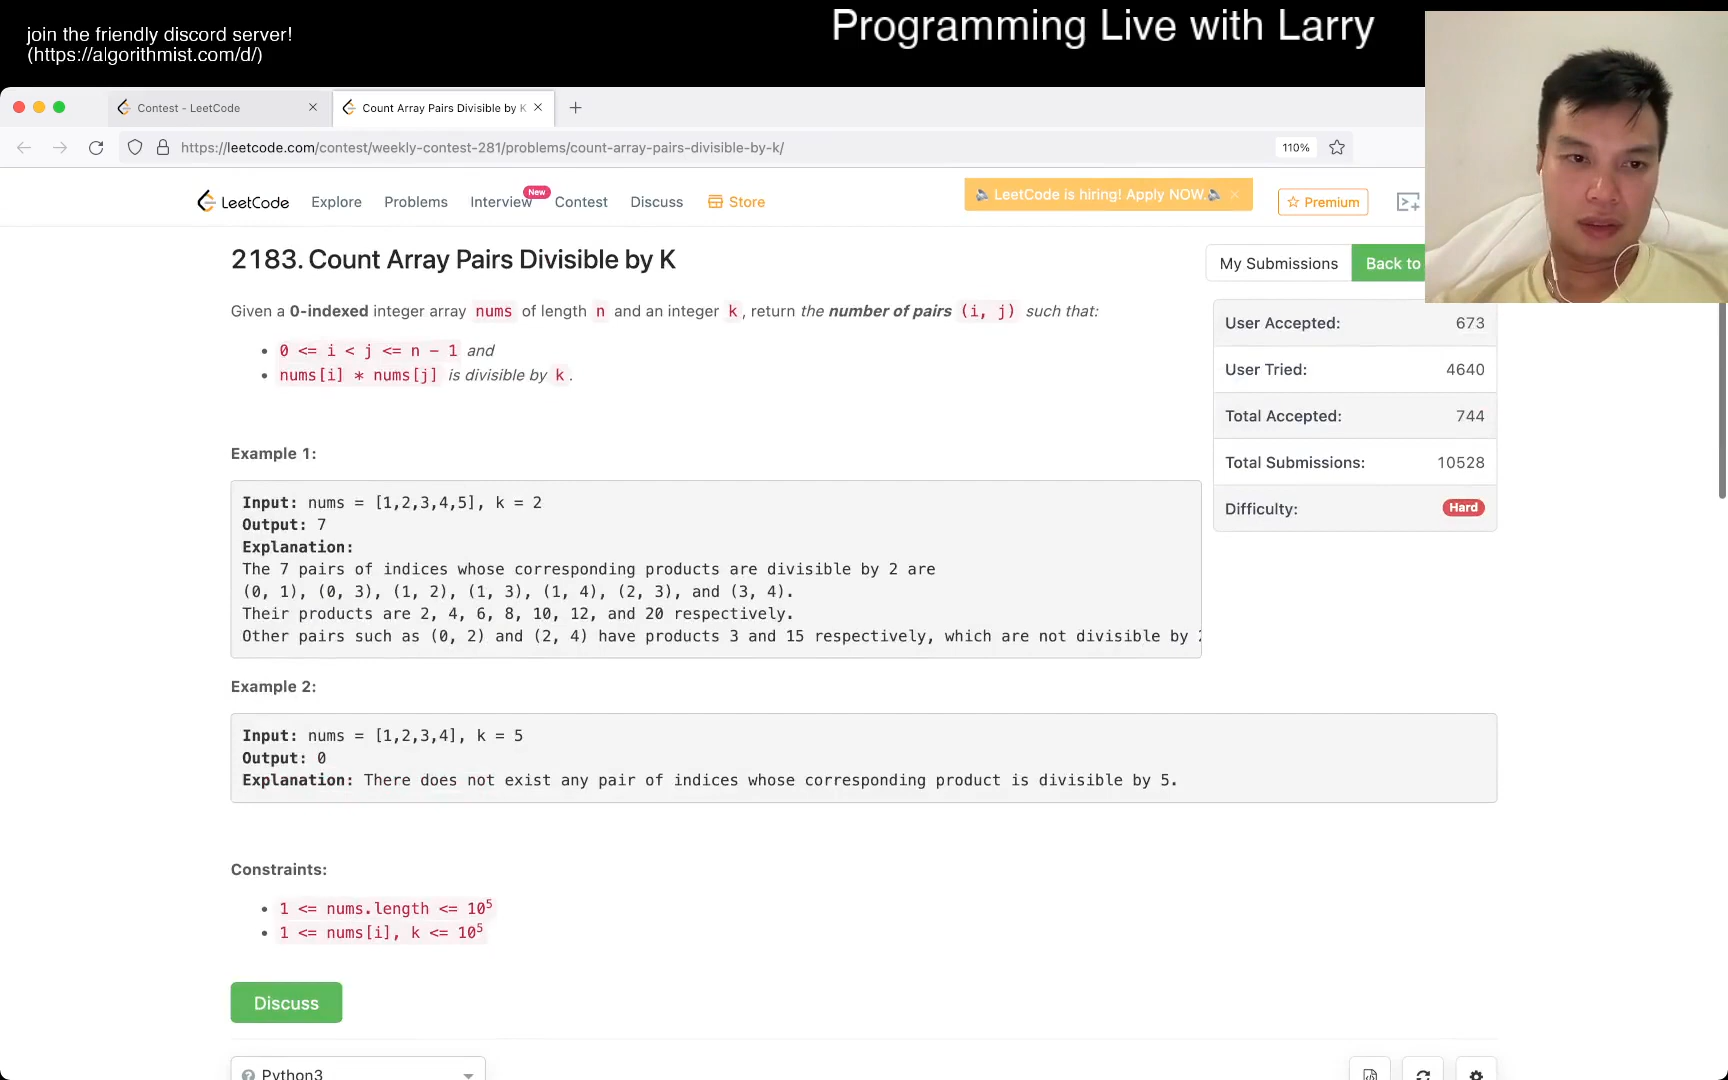 join the friendly discord server!
(https://algorithmist.com/d/)
Programming Live with Larry
Contest - LeetCode
Count Array Pairs Divisible by K
https://leetcode.com/contest/weekly-contest-281/problems/count-array-pairs-divisible-by-k/
110%
LeetCode
Explore
Problems
Interview
New
Contest
Discuss
Store
LeetCode is hiring! Apply NOW.
Premium
2183. Count Array Pairs Divisible by K
My Submissions
Back to
Given a 0-indexed integer array nums of length n and an integer k, return the number of pairs (i, j) such that:
• 0 <= i < j <= n - 1 and
• nums[i] * nums[j] is divisible by k.
User Accepted: 673
User Tried: 4640
Total Accepted: 744
Total Submissions: 10528
Difficulty: Hard
Example 1:
Input: nums = [1,2,3,4,5], k = 2
Output: 7
Explanation:
The 7 pairs of indices whose corresponding products are divisible by 2 are
(0, 1), (0, 3), (1, 2), (1, 3), (1, 4), (2, 3), and (3, 4).
Their products are 2, 4, 6, 8, 10, 12, and 20 respectively.
Other pairs such as (0, 2) and (2, 4) have products 3 and 15 respectively, which are not divisible by
Example 2:
Input: nums = [1,2,3,4], k = 5
Output: 0
Explanation: There does not exist any pair of indices whose corresponding product is divisible by 5.
Constraints:
• 1 <= nums.length <= 10⁵
• 1 <= nums[i], k <= 10⁵
Discuss
Python3